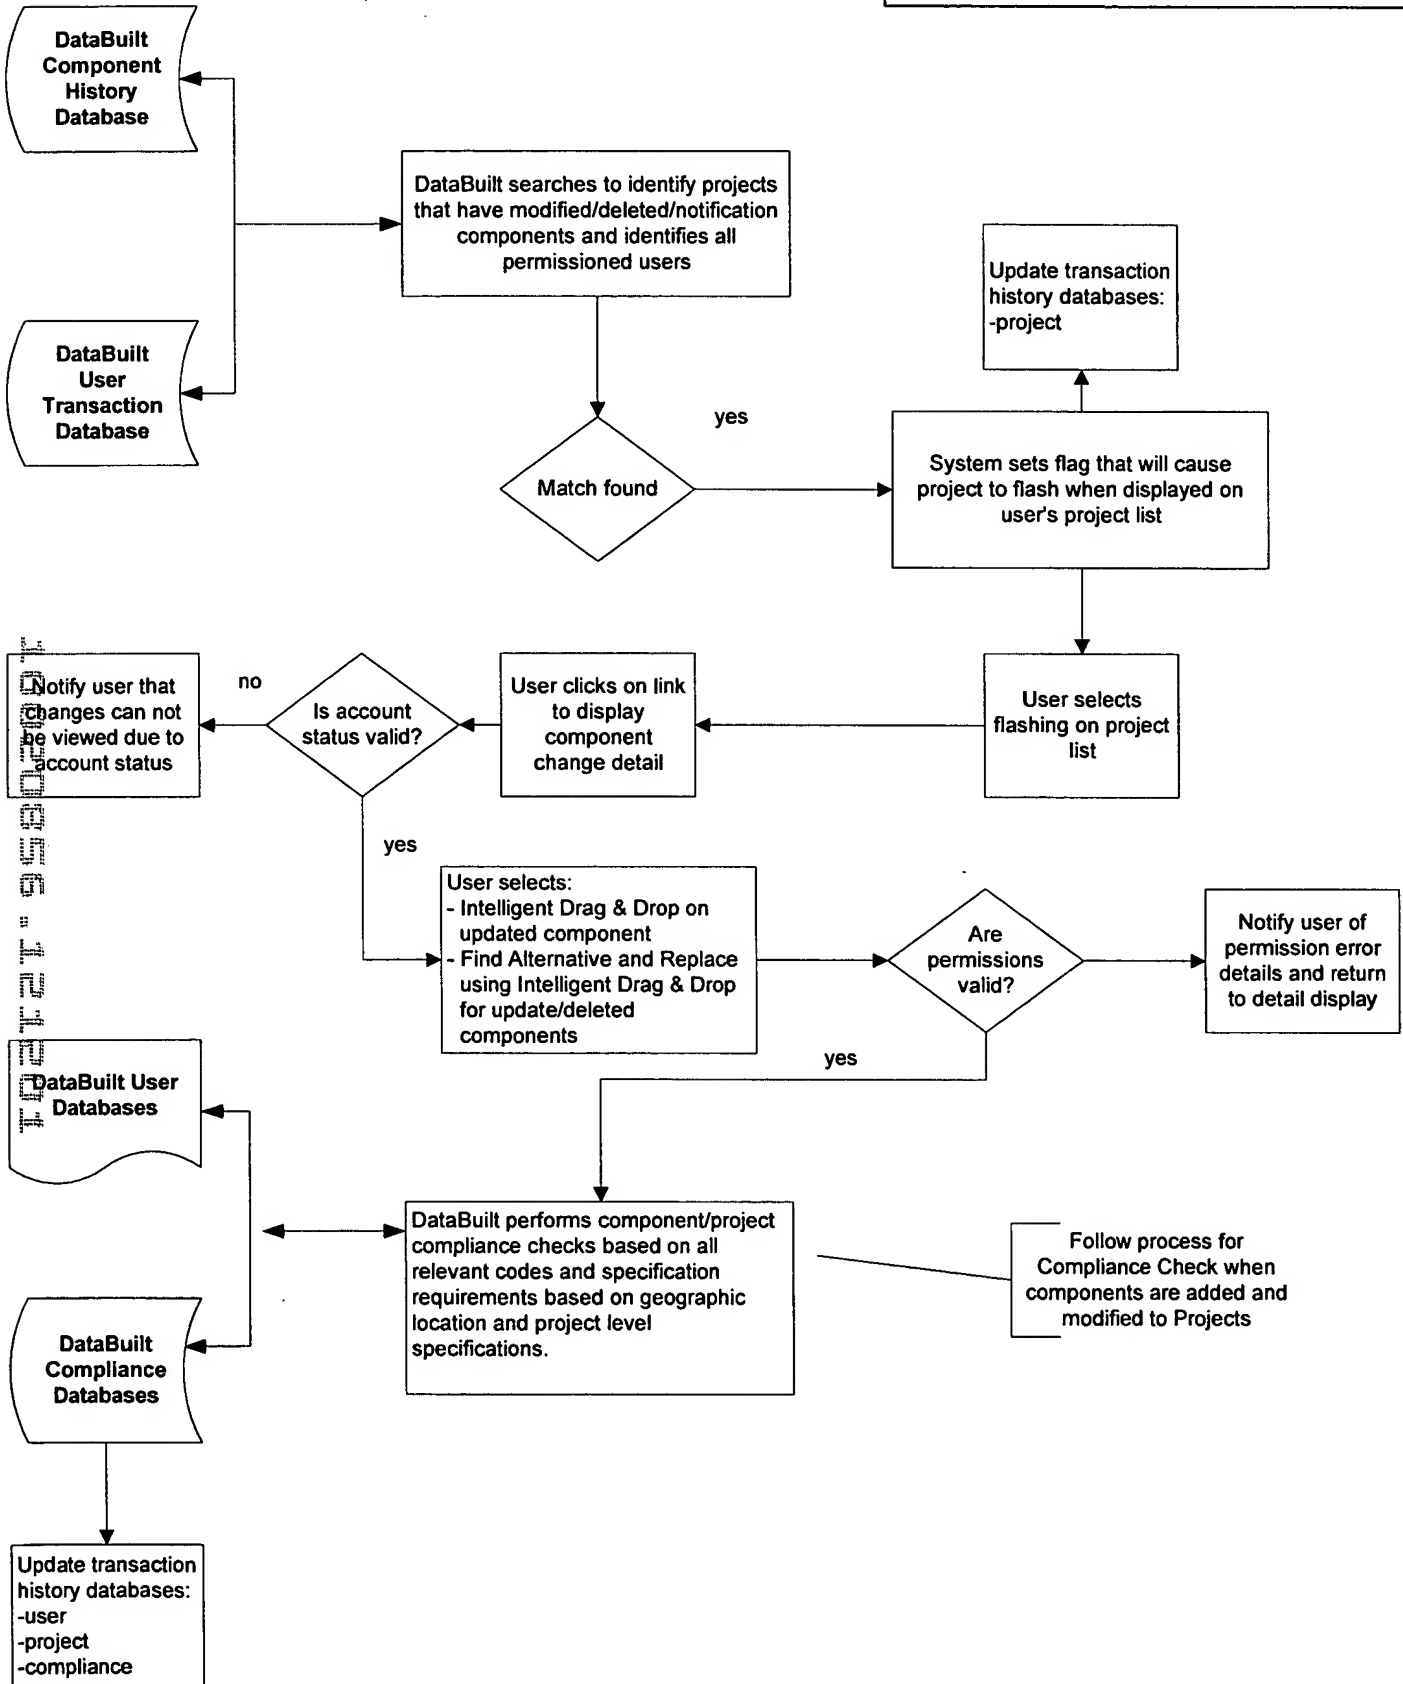 DataBuilt
Component
History
Database
DataBuilt searches to identify projects
that have modified/deleted/notification
components and identifies all
permissioned users
Update transaction
history databases:
-project
DataBuilt
User
Transaction
Database
yes
Match found
System sets flag that will cause
project to flash when displayed on
user's project list
Notify user that
changes can not
be viewed due to
account status
no
Is account
status valid?
User clicks on link
to display
component
change detail
User selects
flashing on project
list
yes
User selects:
- Intelligent Drag & Drop on
updated component
- Find Alternative and Replace
using Intelligent Drag & Drop
for update/deleted
components
Are
permissions
valid?
Notify user of
permission error
details and return
to detail display
yes
DataBuilt User
Databases
DataBuilt performs component/project
compliance checks based on all
relevant codes and specification
requirements based on geographic
location and project level
specifications.
Follow process for
Compliance Check when
components are added and
modified to Projects
DataBuilt
Compliance
Databases
Update transaction
history databases:
-user
-project
-compliance